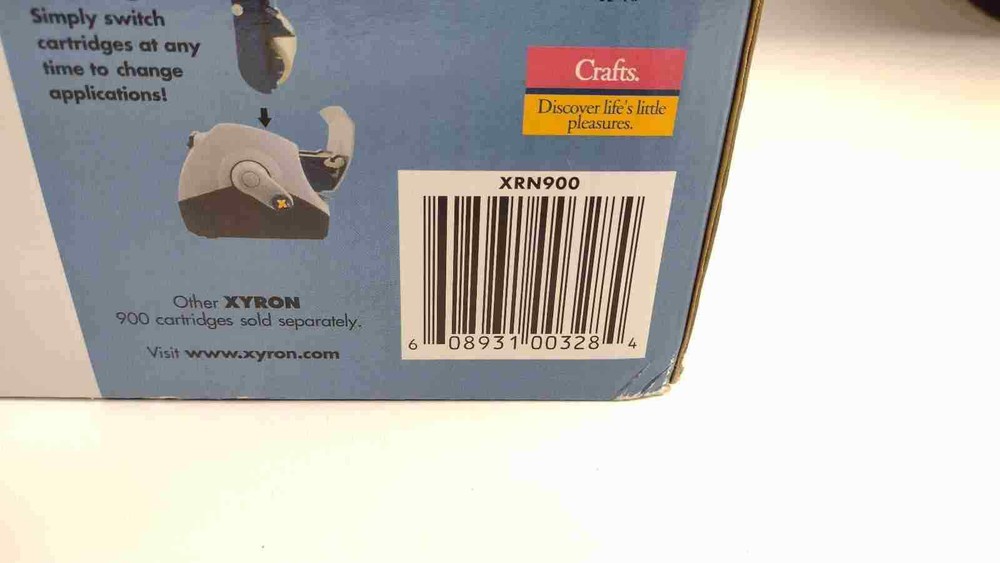 Simply switch
cartridges at any
time to change
applications!
Crafts.
Discover life's little
pleasures.
XRN900
6 08931 00328 4
Other XYRON
900 cartridges sold separately.
Visit www.xyron.com